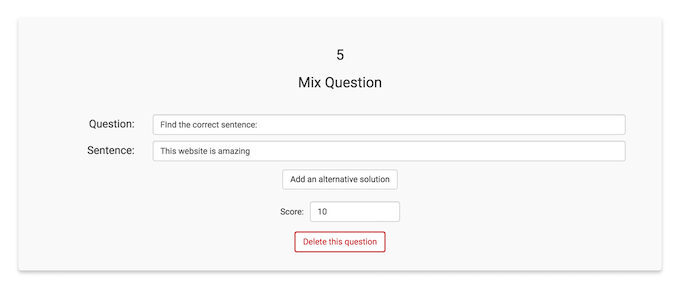 5
Mix Question
Question: FInd the correct sentence:
Sentence: This website is amazing
Add an alternative solution
Score: 10
Delete this question